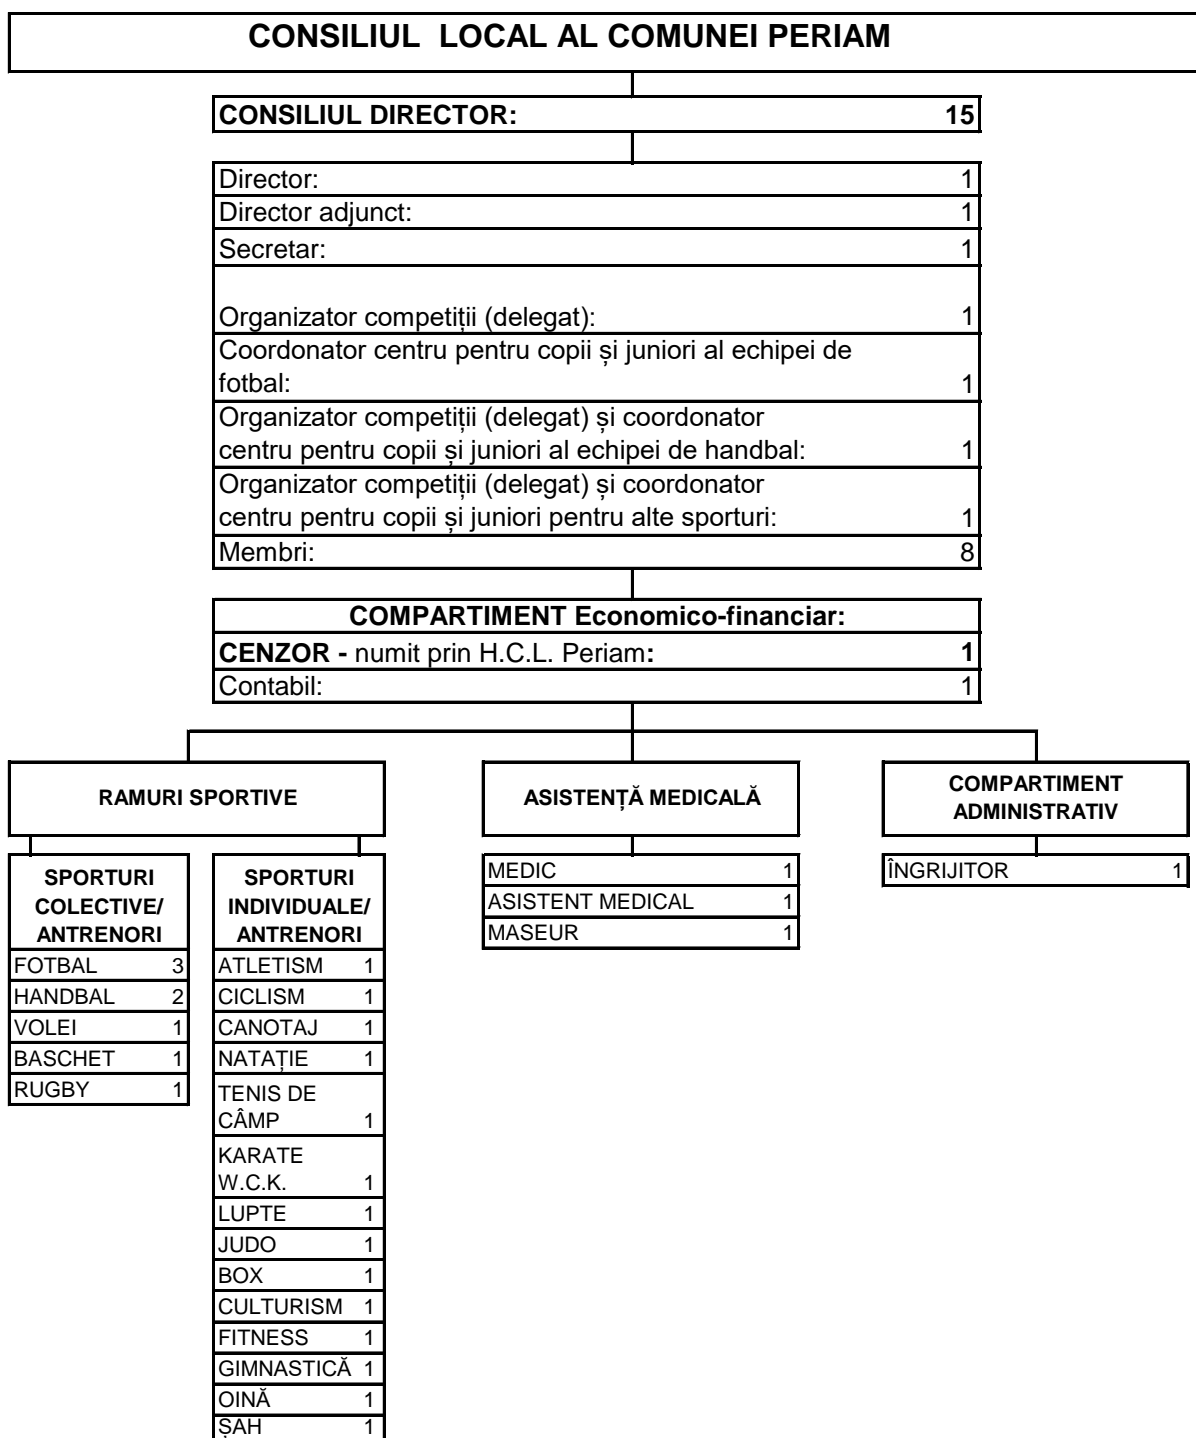 CONSILIUL LOCAL AL COMUNEI PERIAM
CONSILIUL DIRECTOR: 15
Director: 1
Director adjunct: 1
Secretar: 1
Organizator competiții (delegat): 1
Coordonator centru pentru copii și juniori al echipei de
fotbal: 1
Organizator competiții (delegat) și coordonator
centru pentru copii și juniori al echipei de handbal: 1
Organizator competiții (delegat) și coordonator
centru pentru copii și juniori pentru alte sporturi: 1
Membri: 8
COMPARTIMENT Economico-financiar:
CENZOR - numit prin H.C.L. Periam: 1
Contabil: 1
RAMURI SPORTIVE
SPORTURI
COLECTIVE/
ANTRENORI
FOTBAL 3
HANDBAL 2
VOLEI 1
BASCHET 1
RUGBY 1
SPORTURI
INDIVIDUALE/
ANTRENORI
ATLETISM 1
CICLISM 1
CANOTAJ 1
NATAȚIE 1
TENIS DE
CÂMP 1
KARATE
W.C.K. 1
LUPTE 1
JUDO 1
BOX 1
CULTURISM 1
FITNESS 1
GIMNASTICĂ 1
OINĂ 1
ȘAH 1
ASISTENȚĂ MEDICALĂ
MEDIC 1
ASISTENT MEDICAL 1
MASEUR 1
COMPARTIMENT
ADMINISTRATIV
ÎNGRIJITOR 1